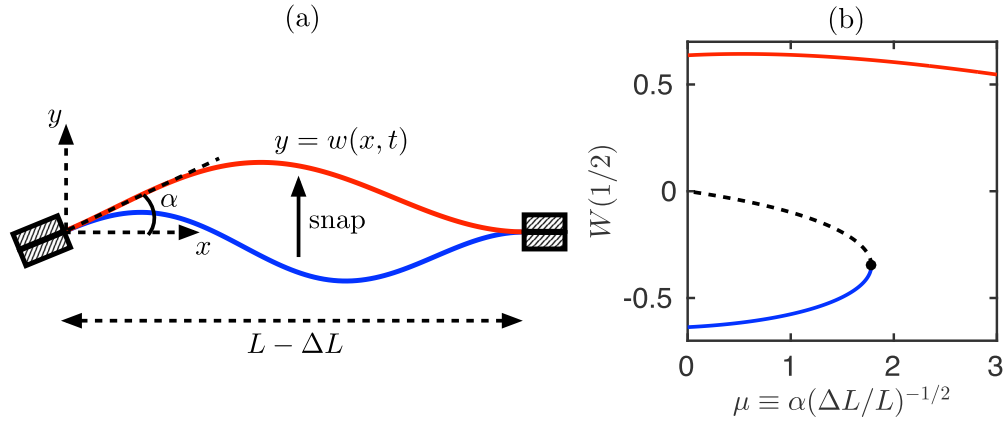 (a)
y
y = w(x, t)
α
snap
x
L − ΔL
(b)
W(1/2)
0.5
0
-0.5
0
1
2
3
μ ≡ α(ΔL/L)^{-1/2}